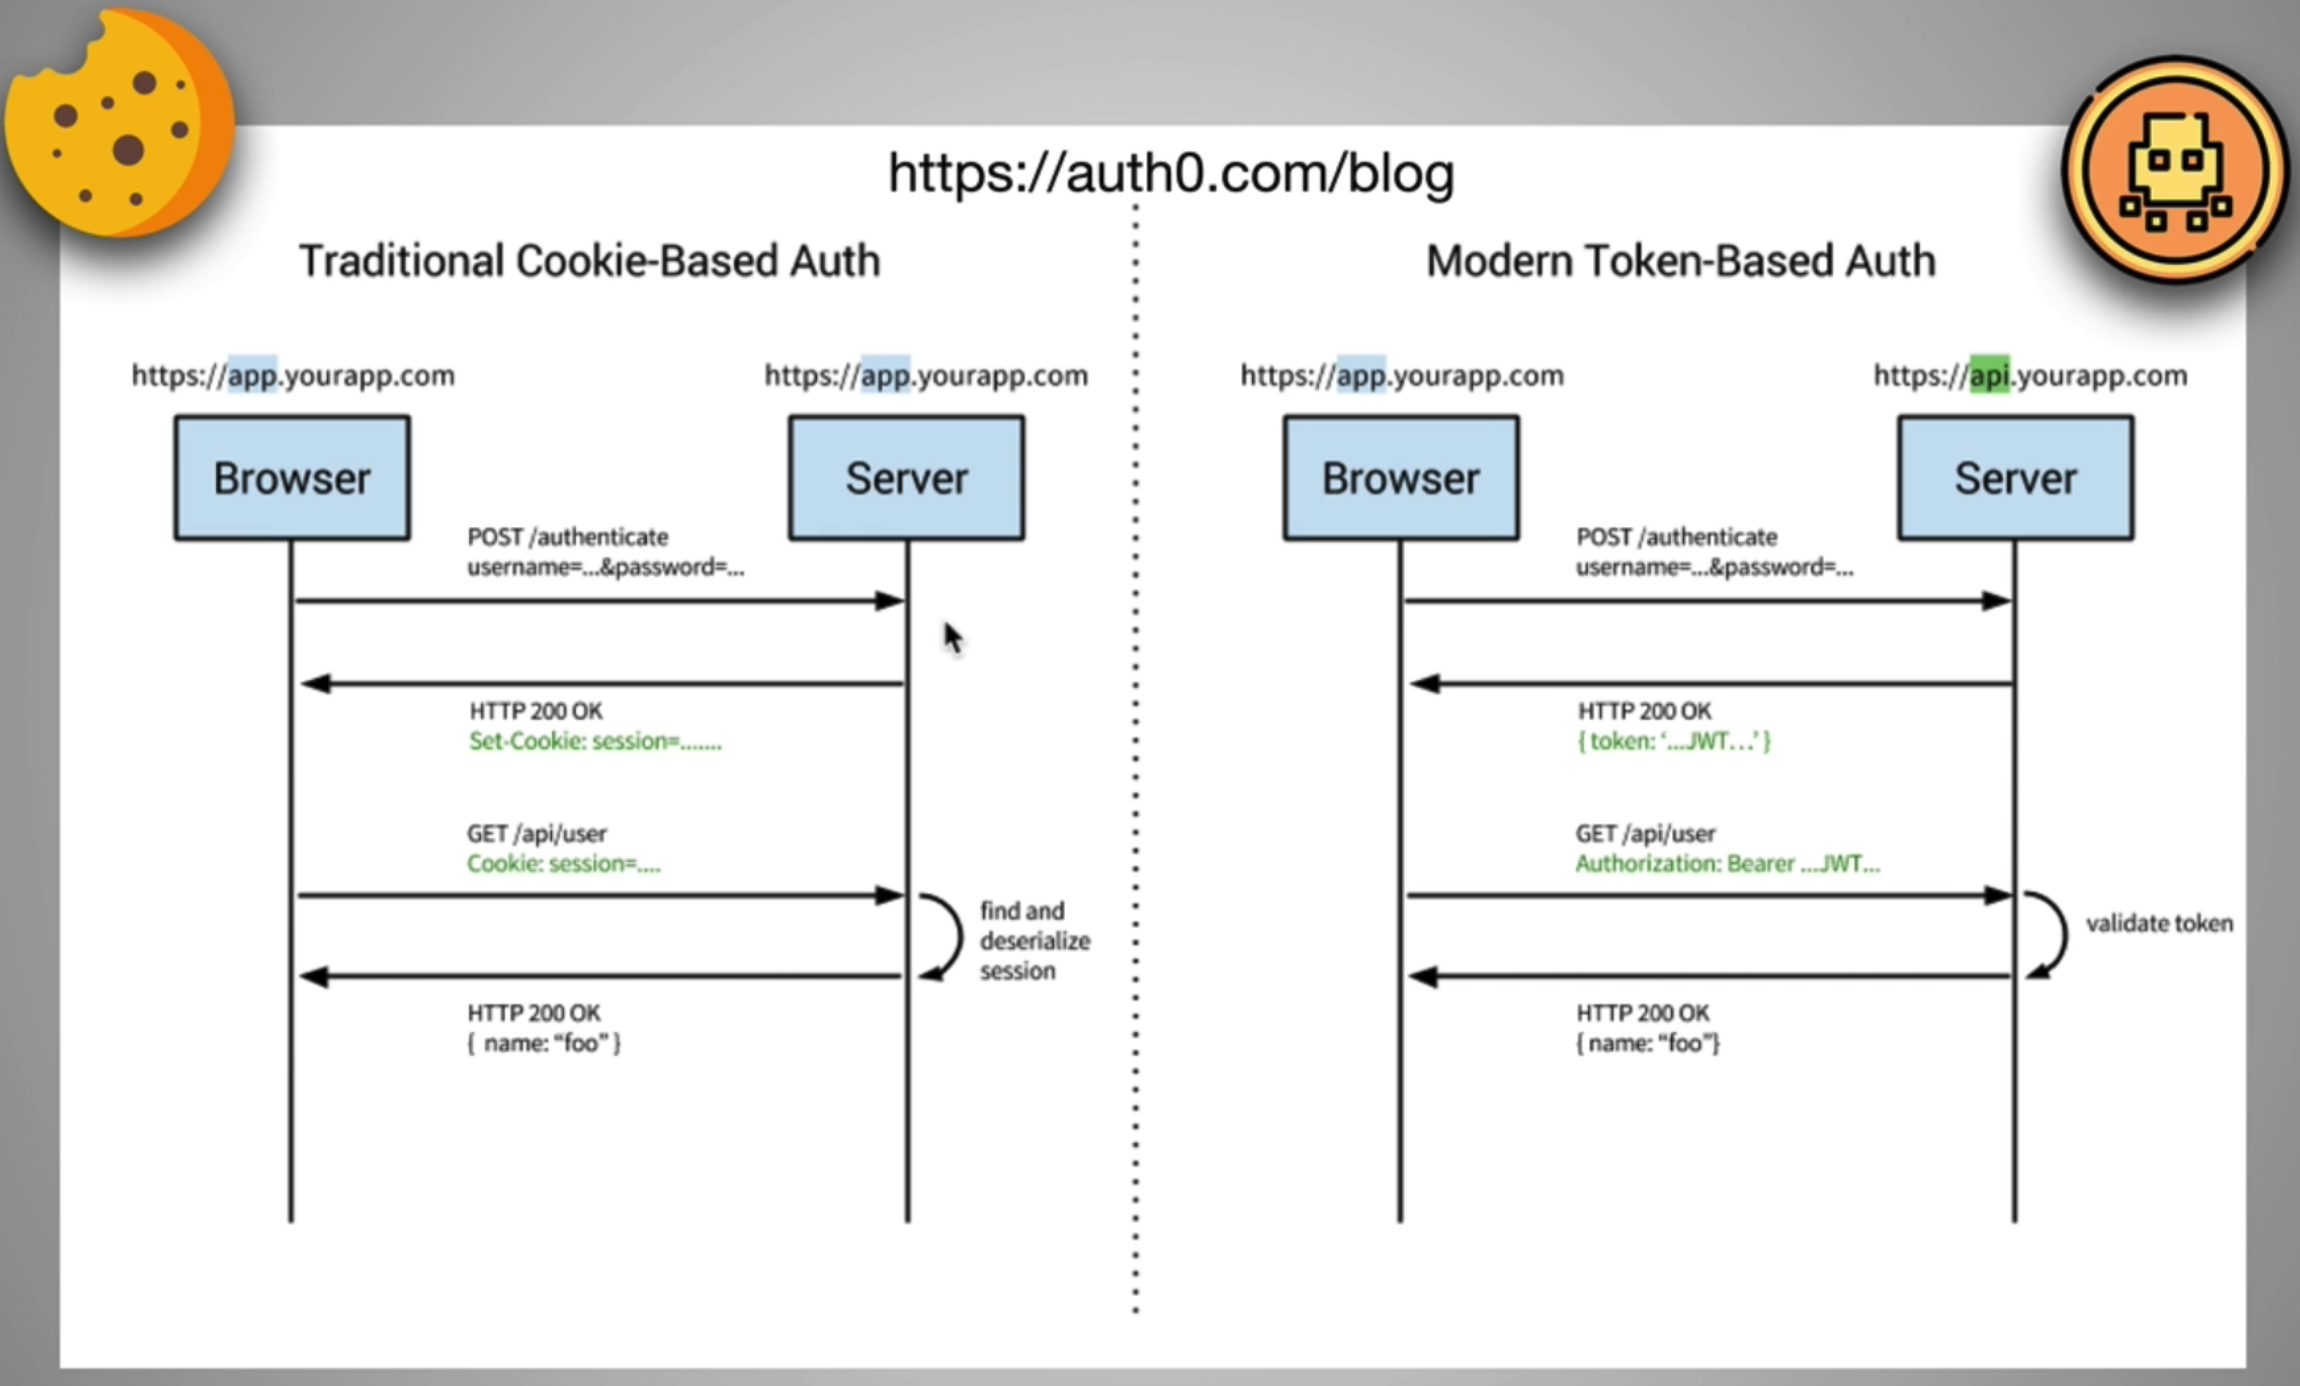 https://auth0.com/blog
Traditional Cookie-Based Auth
https://app.yourapp.com
https://app.yourapp.com
Browser
Server
POST /authenticate
username=...&password=...
HTTP 200 OK
Set-Cookie: session=.......
GET /api/user
Cookie: session=....
find and
deserialize
session
HTTP 200 OK
{ name: “foo” }
Modern Token-Based Auth
https://app.yourapp.com
https://api.yourapp.com
Browser
Server
POST /authenticate
username=...&password=...
HTTP 200 OK
{ token: ‘...JWT...’ }
GET /api/user
Authorization: Bearer ...JWT...
validate token
HTTP 200 OK
{ name: “foo”}